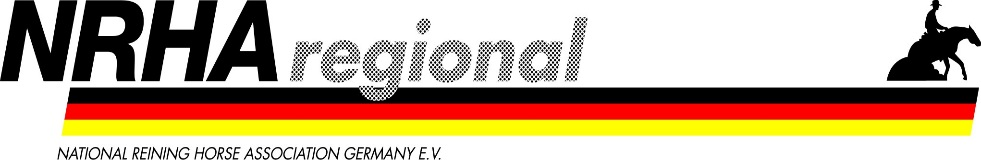 NRHA regional
NATIONAL REINING HORSE ASSOCIATION GERMANY E.V.